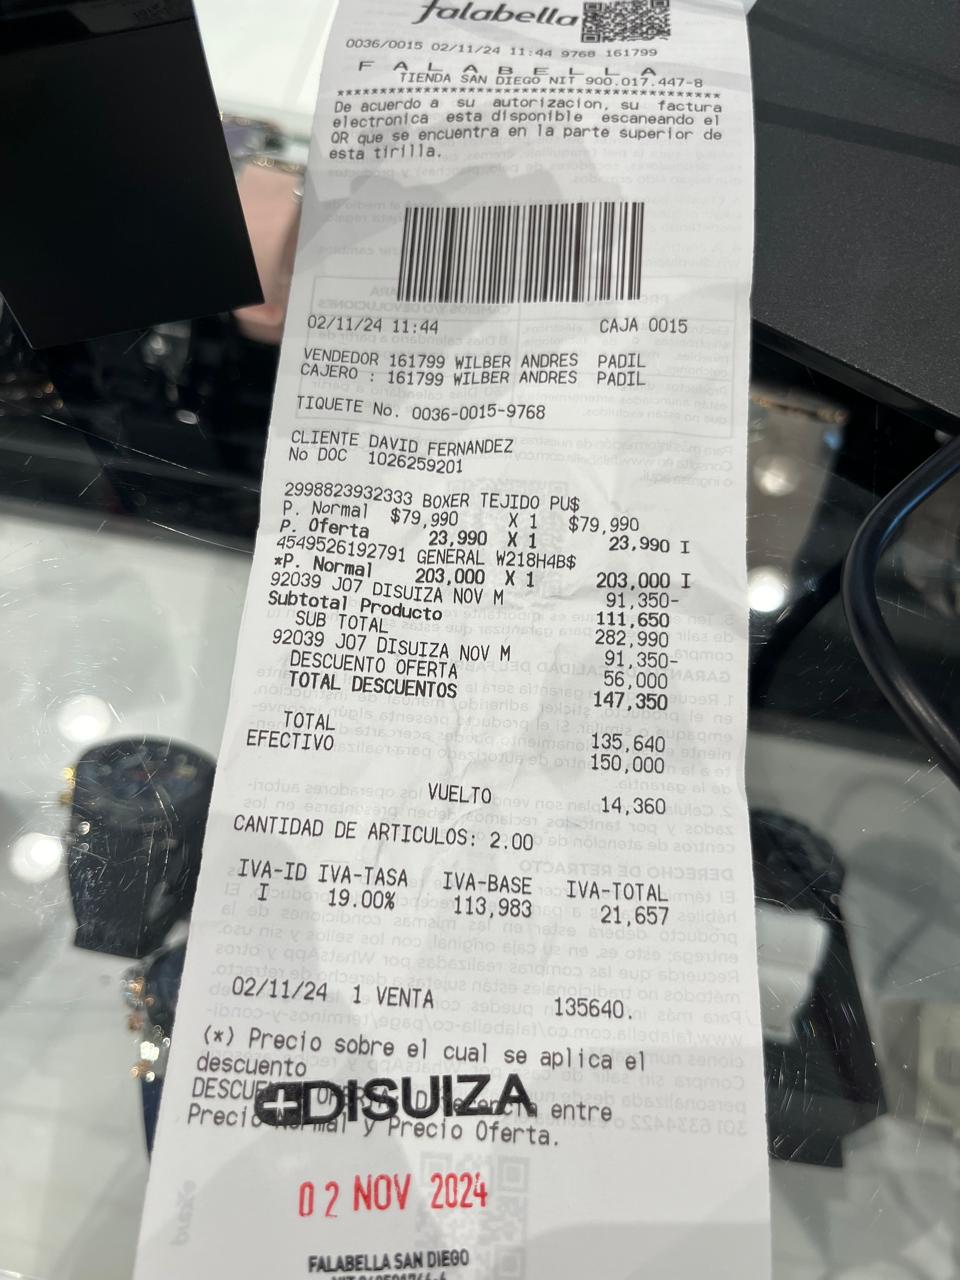 falabella
0036/0015 02/11/24 11:44 9768 161799
F A L A B E L L A
TIENDA SAN DIEGO NIT 900.017.447-8
****************************************
De acuerdo a su autorizacion, su factura
electronica esta disponible escaneando el
QR que se encuentra en la parte superior de
esta tirilla.
02/11/24 11:44 CAJA 0015
VENDEDOR 161799 WILBER ANDRES PADIL
CAJERO : 161799 WILBER ANDRES PADIL
TIQUETE No. 0036-0015-9768
CLIENTE DAVID FERNANDEZ
No DOC 1026259201
2998823932333 BOXER TEJIDO PU$
P. Normal $79,990 X 1 $79,990
P. Oferta 23,990 X 1 23,990 I
4549526192791 GENERAL W218H4B$
*P. Normal 203,000 X 1 203,000 I
92039 J07 DISUIZA NOV M 91,350-
Subtotal Producto 111,650
SUB TOTAL 282,990
92039 J07 DISUIZA NOV M 91,350-
DESCUENTO OFERTA 56,000
TOTAL DESCUENTOS 147,350
TOTAL 135,640
EFECTIVO 150,000
VUELTO 14,360
CANTIDAD DE ARTICULOS: 2.00
IVA-ID IVA-TASA IVA-BASE IVA-TOTAL
I 19.00% 113,983 21,657
02/11/24 1 VENTA 135640.
(*) Precio sobre el cual se aplica el
descuento
DISUIZA
entre
Precio Normal y Precio Oferta.
02 NOV 2024
FALABELLA SAN DIEGO